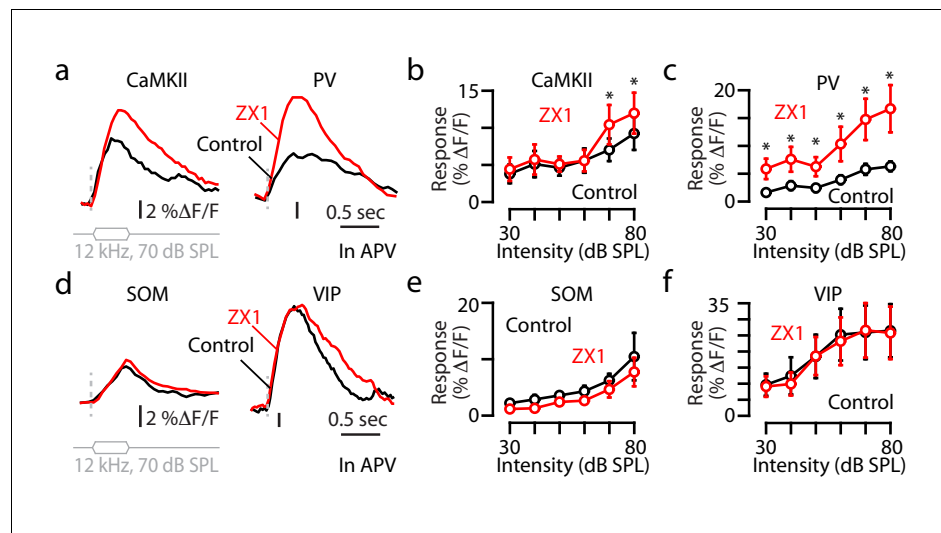 a
CaMKII
PV
ZX1
Control
2 %ΔF/F
0.5 sec
12 kHz, 70 dB SPL
In APV
b
CaMKII
15
ZX1
* *
Response
(% ΔF/F)
0
Control
30 80
Intensity (dB SPL)
c
PV
20
ZX1
* * * * * *
Response
(% ΔF/F)
0
Control
30 80
Intensity (dB SPL)
d
SOM
VIP
ZX1
Control
2 %ΔF/F
0.5 sec
12 kHz, 70 dB SPL
In APV
e
SOM
20
Control
ZX1
Response
(% ΔF/F)
0
30 80
Intensity (dB SPL)
f
VIP
35
ZX1
Response
(% ΔF/F)
0
Control
30 80
Intensity (dB SPL)